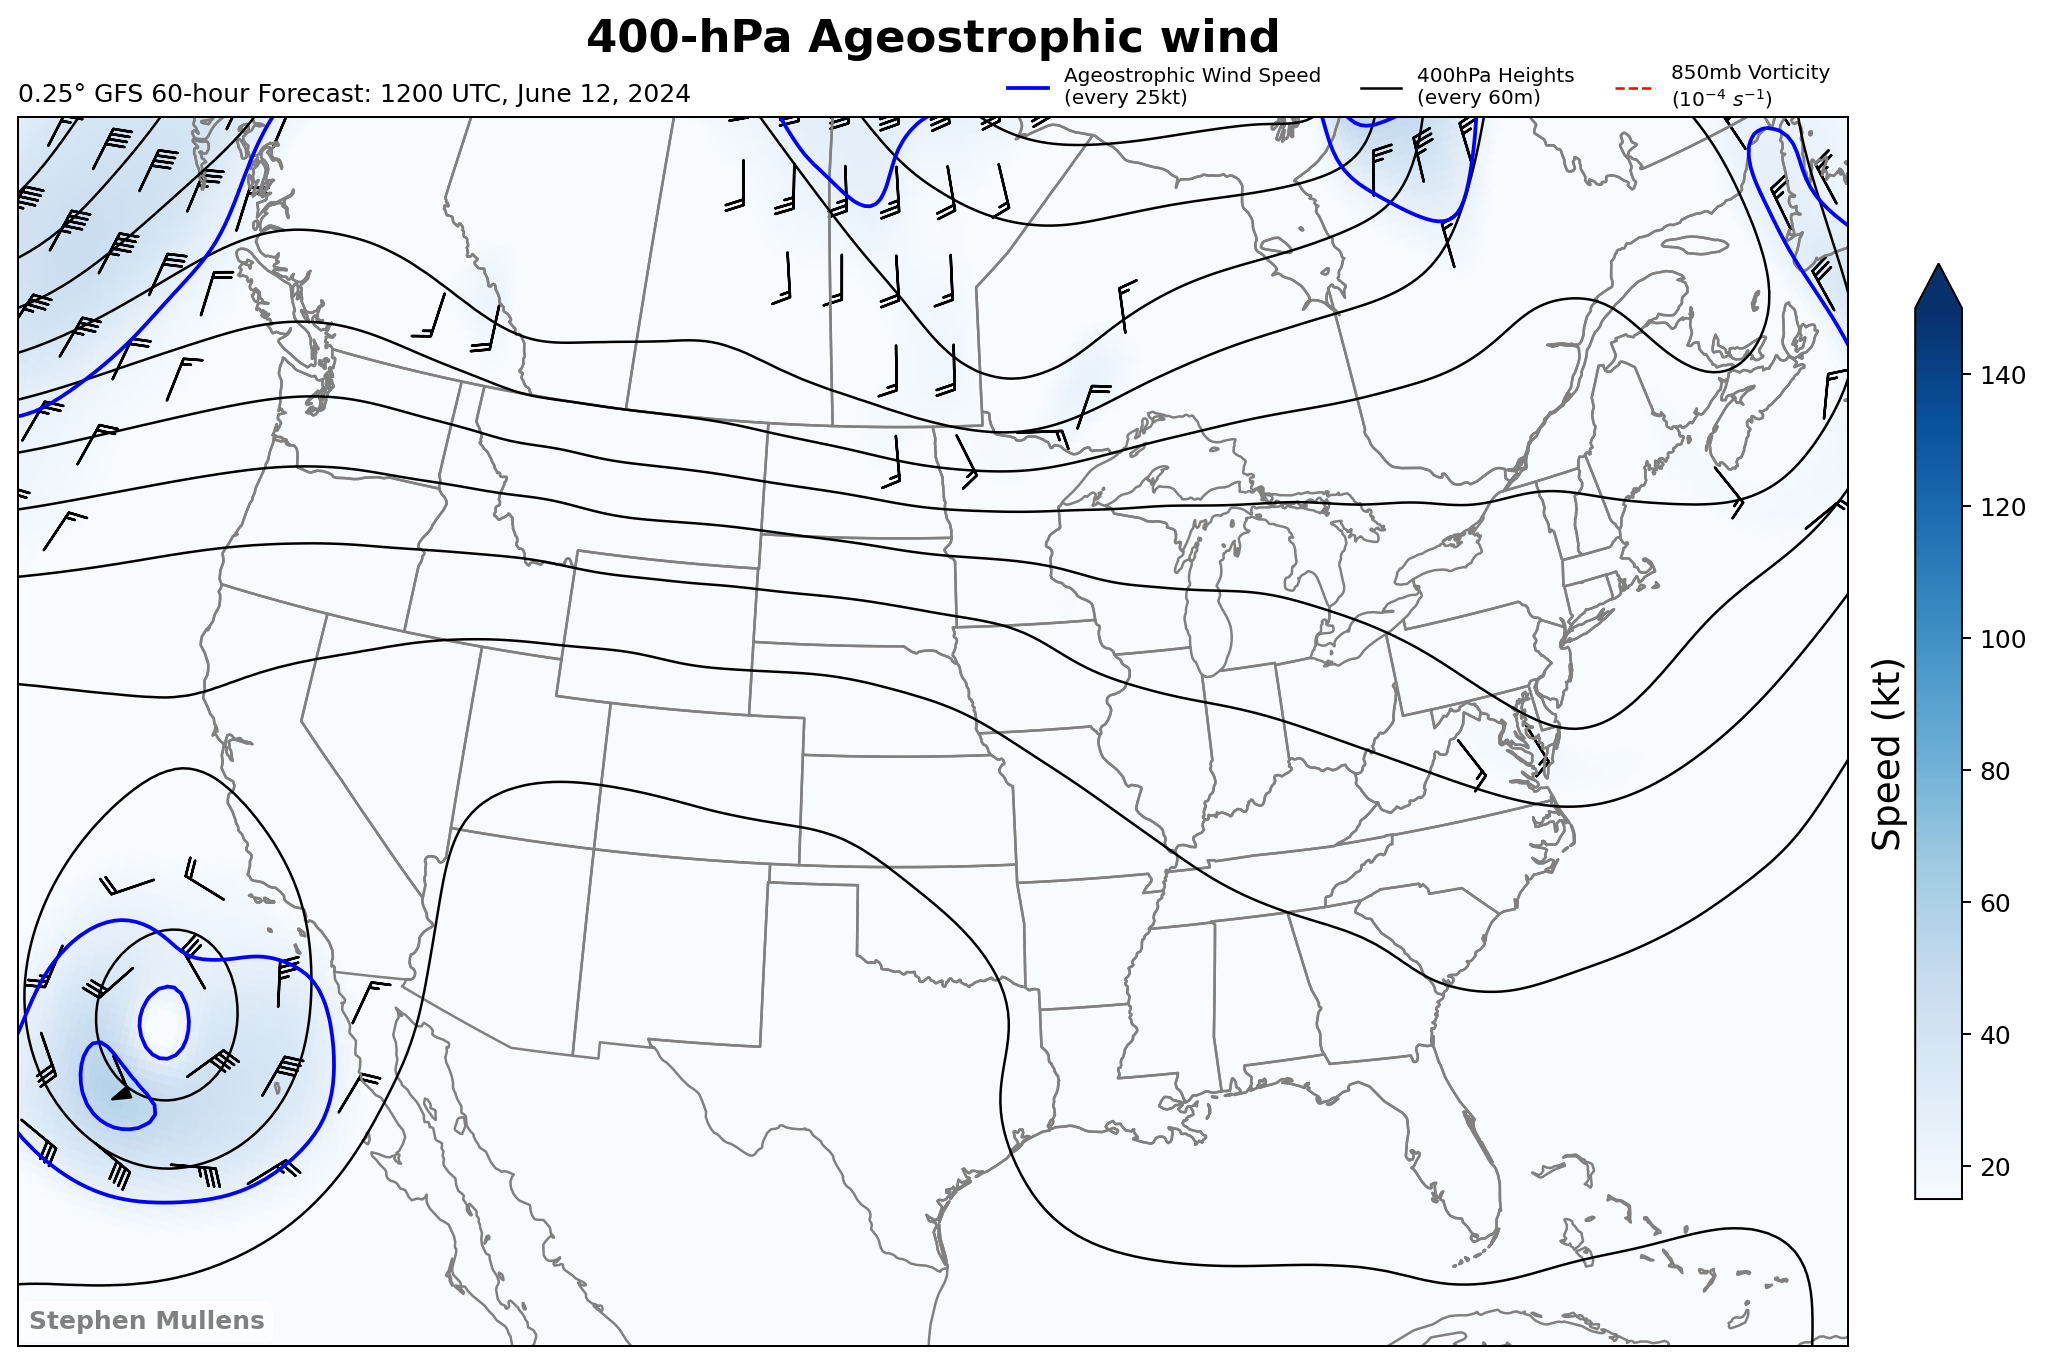 400-hPa Ageostrophic wind
0.25° GFS 60-hour Forecast: 1200 UTC, June 12, 2024
Ageostrophic Wind Speed
(every 25kt)
400hPa Heights
(every 60m)
850mb Vorticity
(10⁻⁴ s⁻¹)
140
120
100
80
60
40
20
Speed (kt)
Stephen Mullens